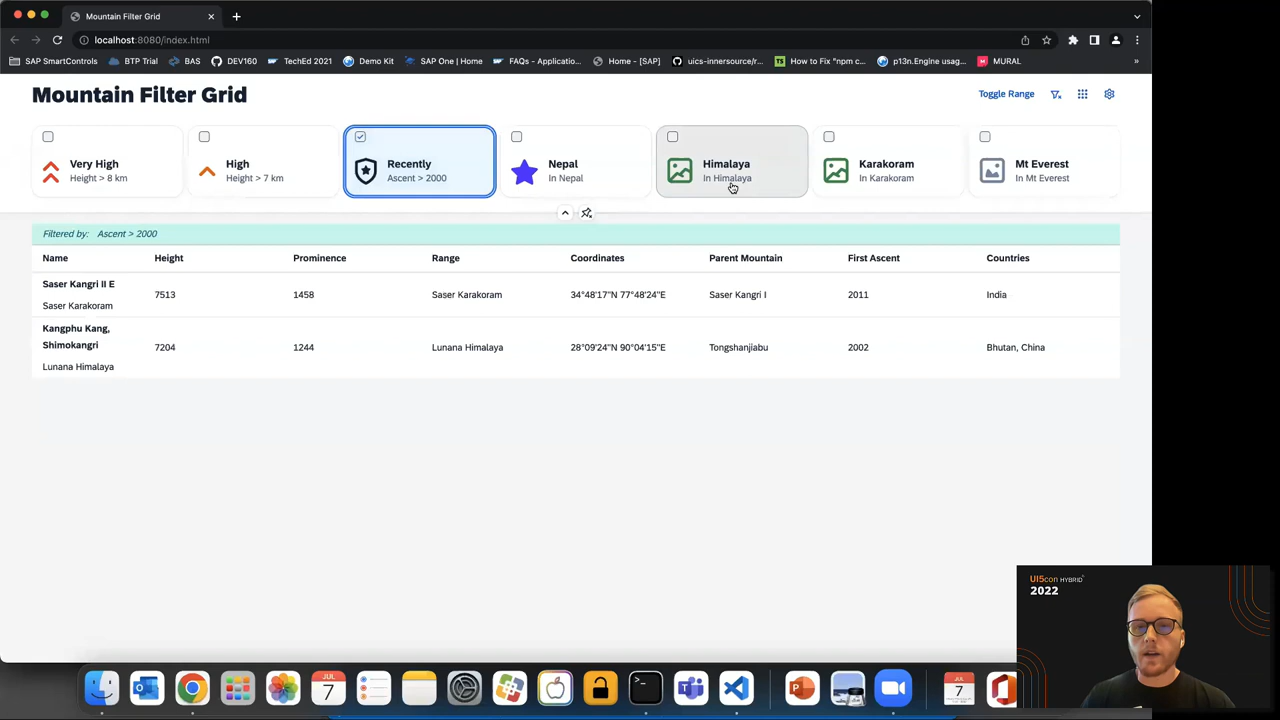 Mountain Filter Grid
localhost:8080/index.html
SAP SmartControls BTP Trial BAS DEV160 TechEd 2021 Demo Kit SAP One | Home FAQs - Applicatio... Home - [SAP] uics-innersource/r... How to Fix "npm c... p13n.Engine usag... MURAL »
Mountain Filter Grid
Toggle Range
Very High
Height > 8 km
High
Height > 7 km
Recently
Ascent > 2000
Nepal
In Nepal
Himalaya
In Himalaya
Karakoram
In Karakoram
Mt Everest
In Mt Everest
Filtered by: Ascent > 2000
Name Height Prominence Range Coordinates Parent Mountain First Ascent Countries
Saser Kangri II E
Saser Karakoram
7513 1458 Saser Karakoram 34°48'17"N 77°48'24"E Saser Kangri I 2011 India
Kangphu Kang,
Shimokangri
Lunana Himalaya
7204 1244 Lunana Himalaya 28°09'24"N 90°04'15"E Tongshanjiabu 2002 Bhutan, China
UI5con HYBRID
2022
JUL
7
>_
P
7